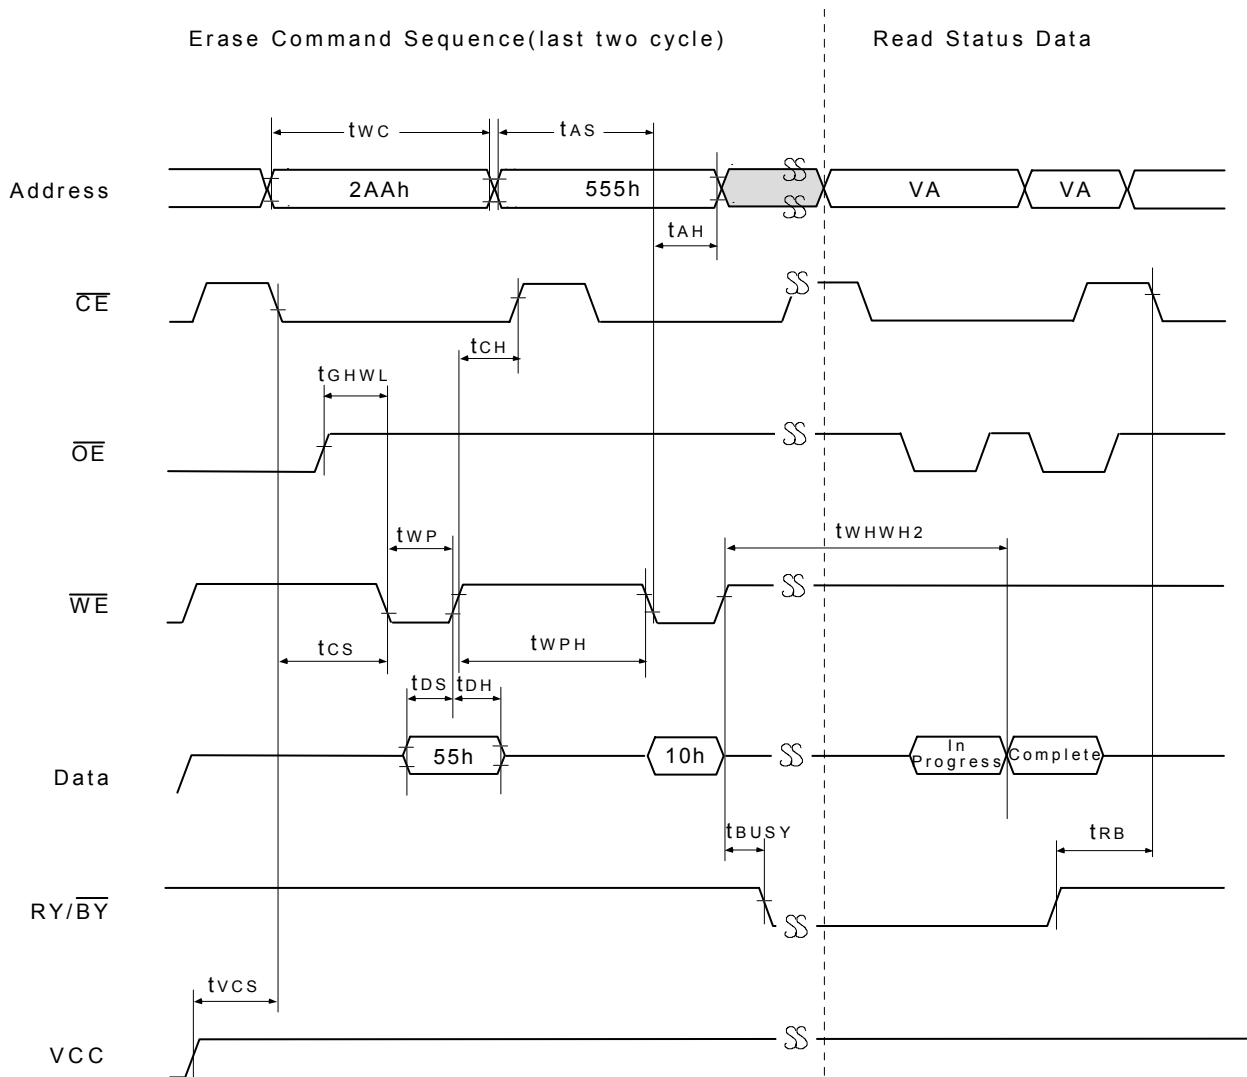 Erase Command Sequence(last two cycle) Read Status Data
tWC tAS
Address 2AAh 555h VA VA
tAH
CE
tCH
tGHWL
OE
tWP tWHWH2
WE
tCS tWPH
tDS tDH
Data 55h 10h In Progress Complete
tBUSY tRB
RY/BY
tVCS
VCC